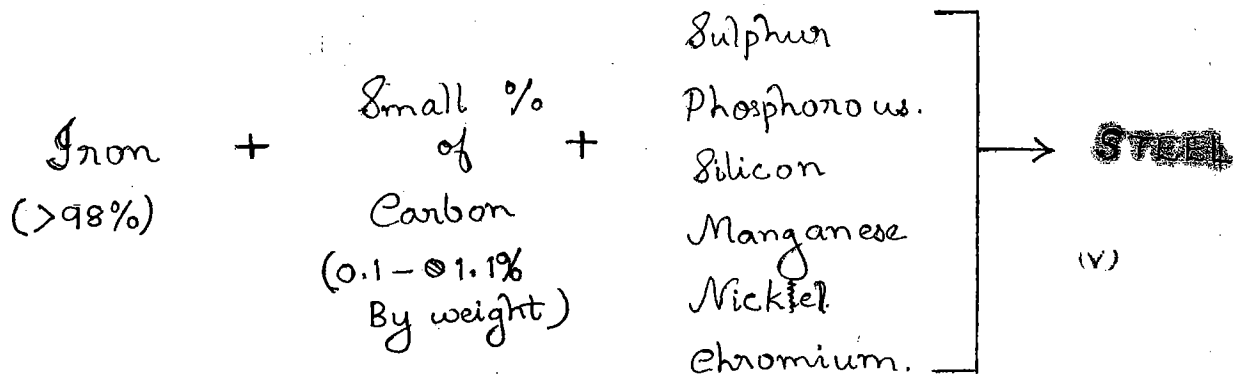 Iron
(>98%)
+
Small %
of
Carbon
(0.1 - 1.1%
By weight)
+
Sulphur
Phosphorous.
Silicon
Manganese
Nickel
Chromium.
STEEL
(v)